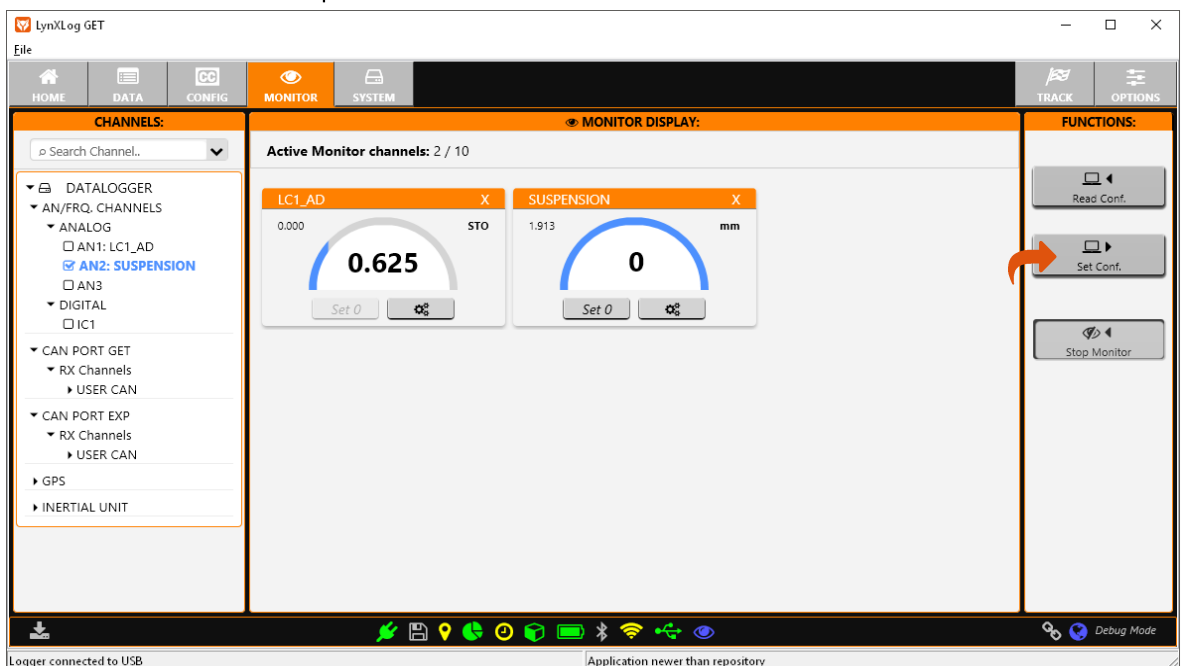 LynXLog GET
File
HOME DATA CONFIG MONITOR SYSTEM TRACK OPTIONS
CHANNELS:
Search Channel..
DATALOGGER
AN/FRQ. CHANNELS
ANALOG
AN1: LC1_AD
AN2: SUSPENSION
AN3
DIGITAL
IC1
CAN PORT GET
RX Channels
USER CAN
CAN PORT EXP
RX Channels
USER CAN
GPS
INERTIAL UNIT
MONITOR DISPLAY:
Active Monitor channels: 2 / 10
LC1_AD X
0.000 STO
0.625
Set 0
SUSPENSION X
1.913 mm
0
Set 0
FUNCTIONS:
Read Conf.
Set Conf.
Stop Monitor
Debug Mode
Logger connected to USB
Application newer than repository